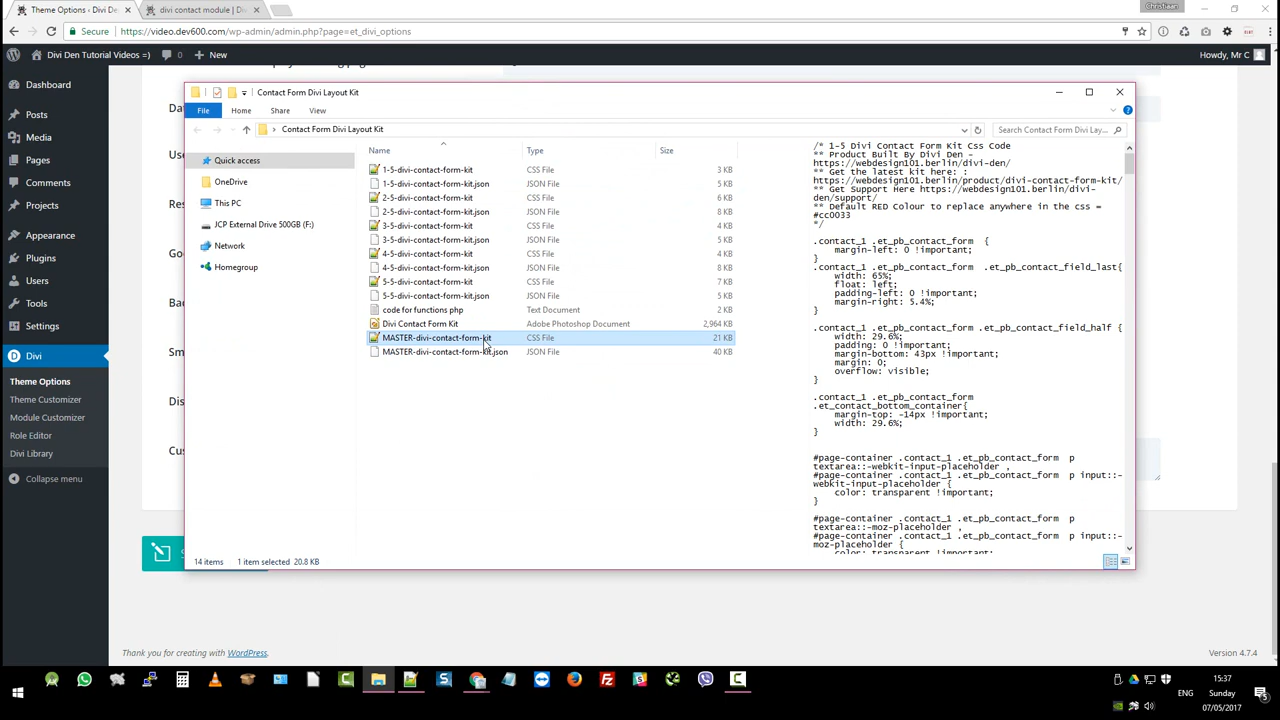 Theme Options ‹ Divi De
divi contact module | Div
Christiaan
Secure
https://video.dev600.com/wp-admin/admin.php?page=et_divi_options
Divi Den Tutorial Videos =)
0
New
Howdy, Mr C
Dashboard
Posts
Media
Pages
Comments
Projects
Appearance
Plugins
Users
Tools
Settings
Divi
Theme Options
Theme Customizer
Module Customizer
Role Editor
Divi Library
Collapse menu
Contact Form Divi Layout Kit
File
Home
Share
View
Contact Form Divi Layout Kit
Search Contact Form Divi Lay...
Quick access
OneDrive
This PC
JCP External Drive 500GB (F:)
Network
Homegroup
Name
Type
Size
1-5-divi-contact-form-kit CSS File 3 KB
1-5-divi-contact-form-kit.json JSON File 5 KB
2-5-divi-contact-form-kit CSS File 6 KB
2-5-divi-contact-form-kit.json JSON File 8 KB
3-5-divi-contact-form-kit CSS File 4 KB
3-5-divi-contact-form-kit.json JSON File 5 KB
4-5-divi-contact-form-kit CSS File 4 KB
4-5-divi-contact-form-kit.json JSON File 8 KB
5-5-divi-contact-form-kit CSS File 7 KB
5-5-divi-contact-form-kit.json JSON File 5 KB
code for functions php Text Document 2 KB
Divi Contact Form Kit Adobe Photoshop Document 2,964 KB
MASTER-divi-contact-form-kit CSS File 21 KB
MASTER-divi-contact-form-kit.json JSON File 40 KB
/* 1-5 Divi Contact Form Kit Css Code
** Product Built By Divi Den -
https://webdesign101.berlin/divi-den/
** Get the latest kit here: :
https://webdesign101.berlin/product/divi-contact-form-kit/
** Get Support Here https://webdesign101.berlin/divi-
den/support/
** Default RED Colour to replace anywhere in the css =
#cc0033
*/
.contact_1 .et_pb_contact_form {
margin-left: 0 !important;
}
.contact_1 .et_pb_contact_form .et_pb_contact_field_last{
width: 65%;
float: left;
padding-left: 0 !important;
margin-right: 5.4%;
}
.contact_1 .et_pb_contact_form .et_pb_contact_field_half {
width: 29.6%;
padding: 0 !important;
margin-bottom: 43px !important;
margin: 0;
overflow: visible;
}
.contact_1 .et_pb_contact_form
.et_contact_bottom_container{
margin-top: -14px !important;
width: 29.6%;
}
#page-container .contact_1 .et_pb_contact_form p
textarea::-webkit-input-placeholder ,
#page-container .contact_1 .et_pb_contact_form p input::-
webkit-input-placeholder {
color: transparent !important;
}
#page-container .contact_1 .et_pb_contact_form p
textarea::-moz-placeholder ,
#page-container .contact_1 .et_pb_contact_form p input::-
moz-placeholder {
color: transparent !important;
14 items
1 item selected 20.8 KB
Thank you for creating with WordPress.
Version 4.7.4
15:37
ENG
Sunday
07/05/2017
5